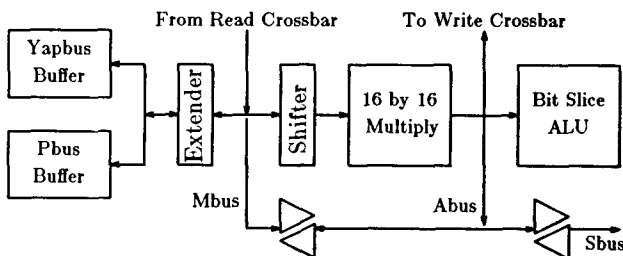 From Read Crossbar
To Write Crossbar
Yapbus
Buffer
Pbus
Buffer
Extender
Shifter
16 by 16
Multiply
Bit Slice
ALU
Mbus
Abus
Sbus